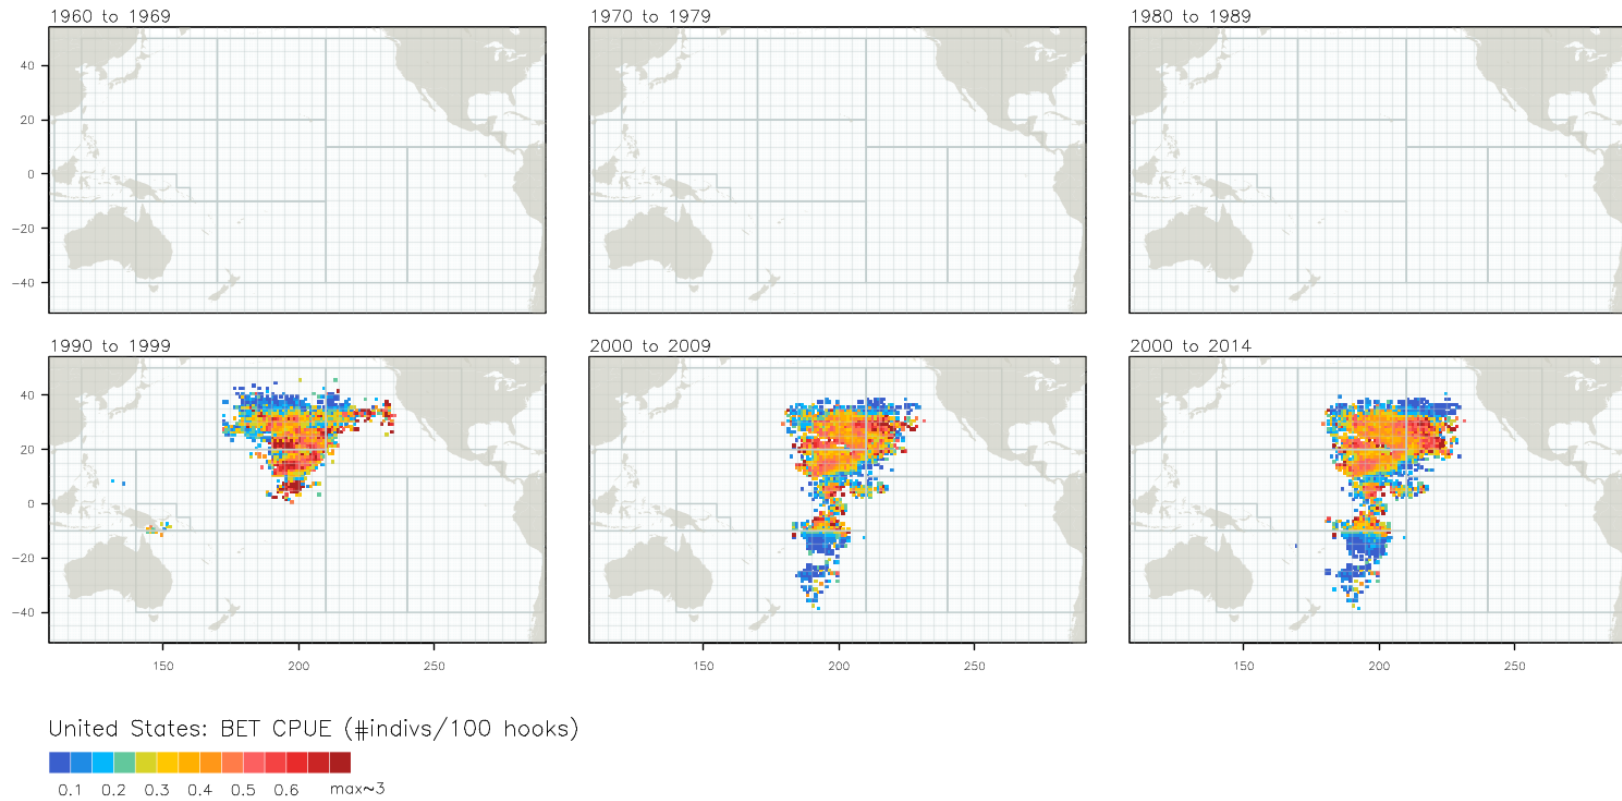 1960 to 1969
1970 to 1979
1980 to 1989
40
20
0
−20
−40
1990 to 1999
2000 to 2009
2000 to 2014
40
20
0
−20
−40
150 200 250
150 200 250
150 200 250
United States: BET CPUE (#indivs/100 hooks)
0.1 0.2 0.3 0.4 0.5 0.6 max~3